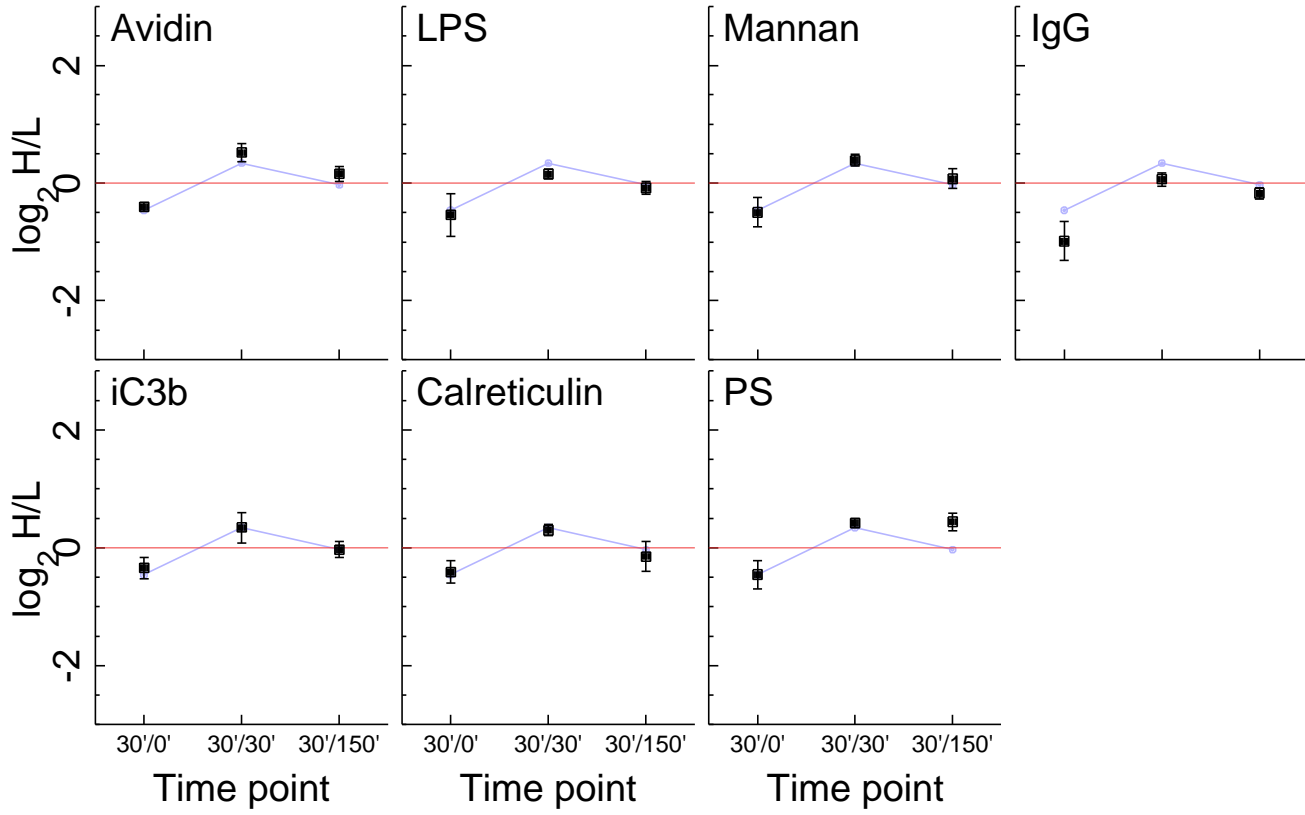 Avidin LPS Mannan IgG
log₂ H/L
2
0
-2
iC3b Calreticulin PS
log₂ H/L
2
0
-2
30'/0' 30'/30' 30'/150' 30'/0' 30'/30' 30'/150' 30'/0' 30'/30' 30'/150'
Time point Time point Time point